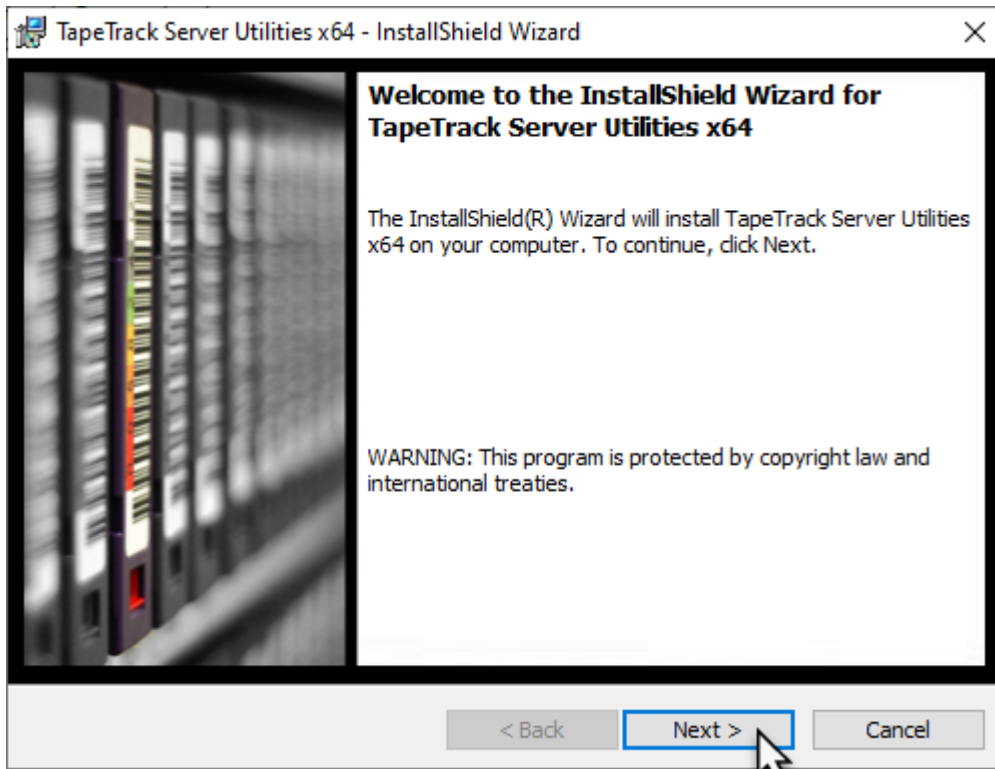 TapeTrack Server Utilities x64 - InstallShield Wizard
Welcome to the InstallShield Wizard for
TapeTrack Server Utilities x64
The InstallShield(R) Wizard will install TapeTrack Server Utilities
x64 on your computer. To continue, click Next.
WARNING: This program is protected by copyright law and
international treaties.
< Back
Next >
Cancel